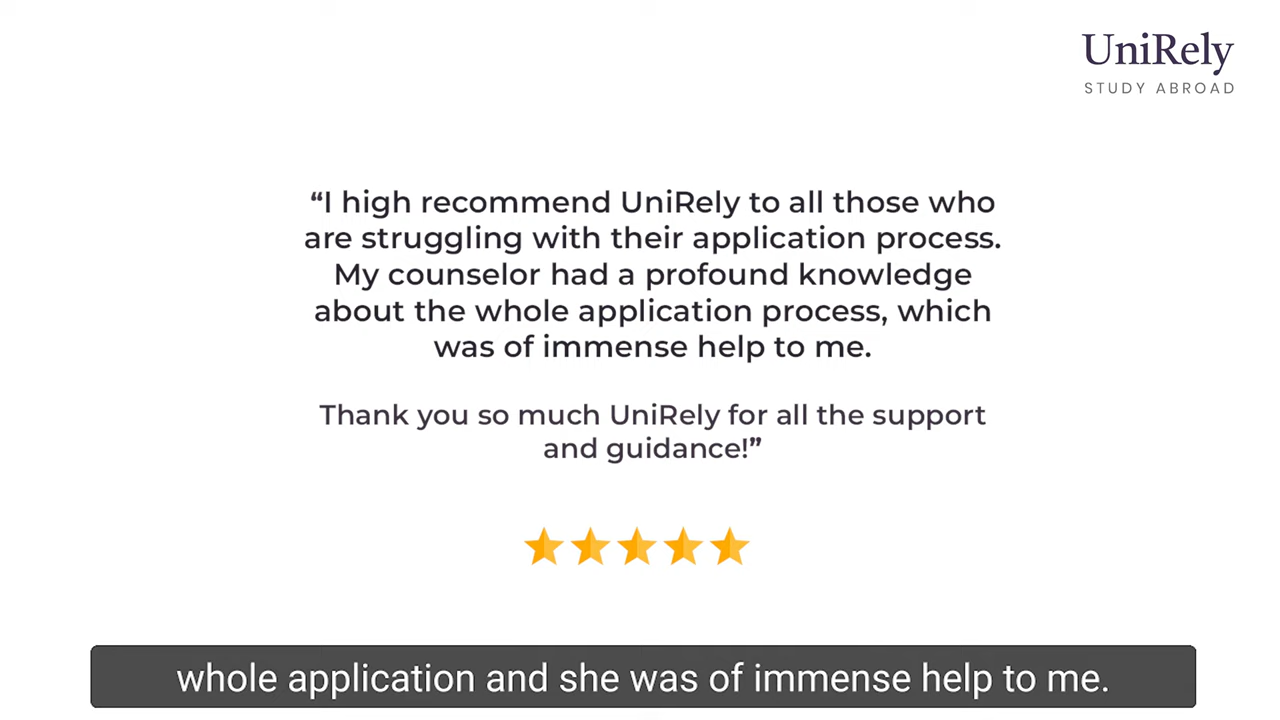 UniRely
STUDY ABROAD
“I high recommend UniRely to all those who
are struggling with their application process.
My counselor had a profound knowledge
about the whole application process, which
was of immense help to me.
Thank you so much UniRely for all the support
and guidance!”
whole application and she was of immense help to me.